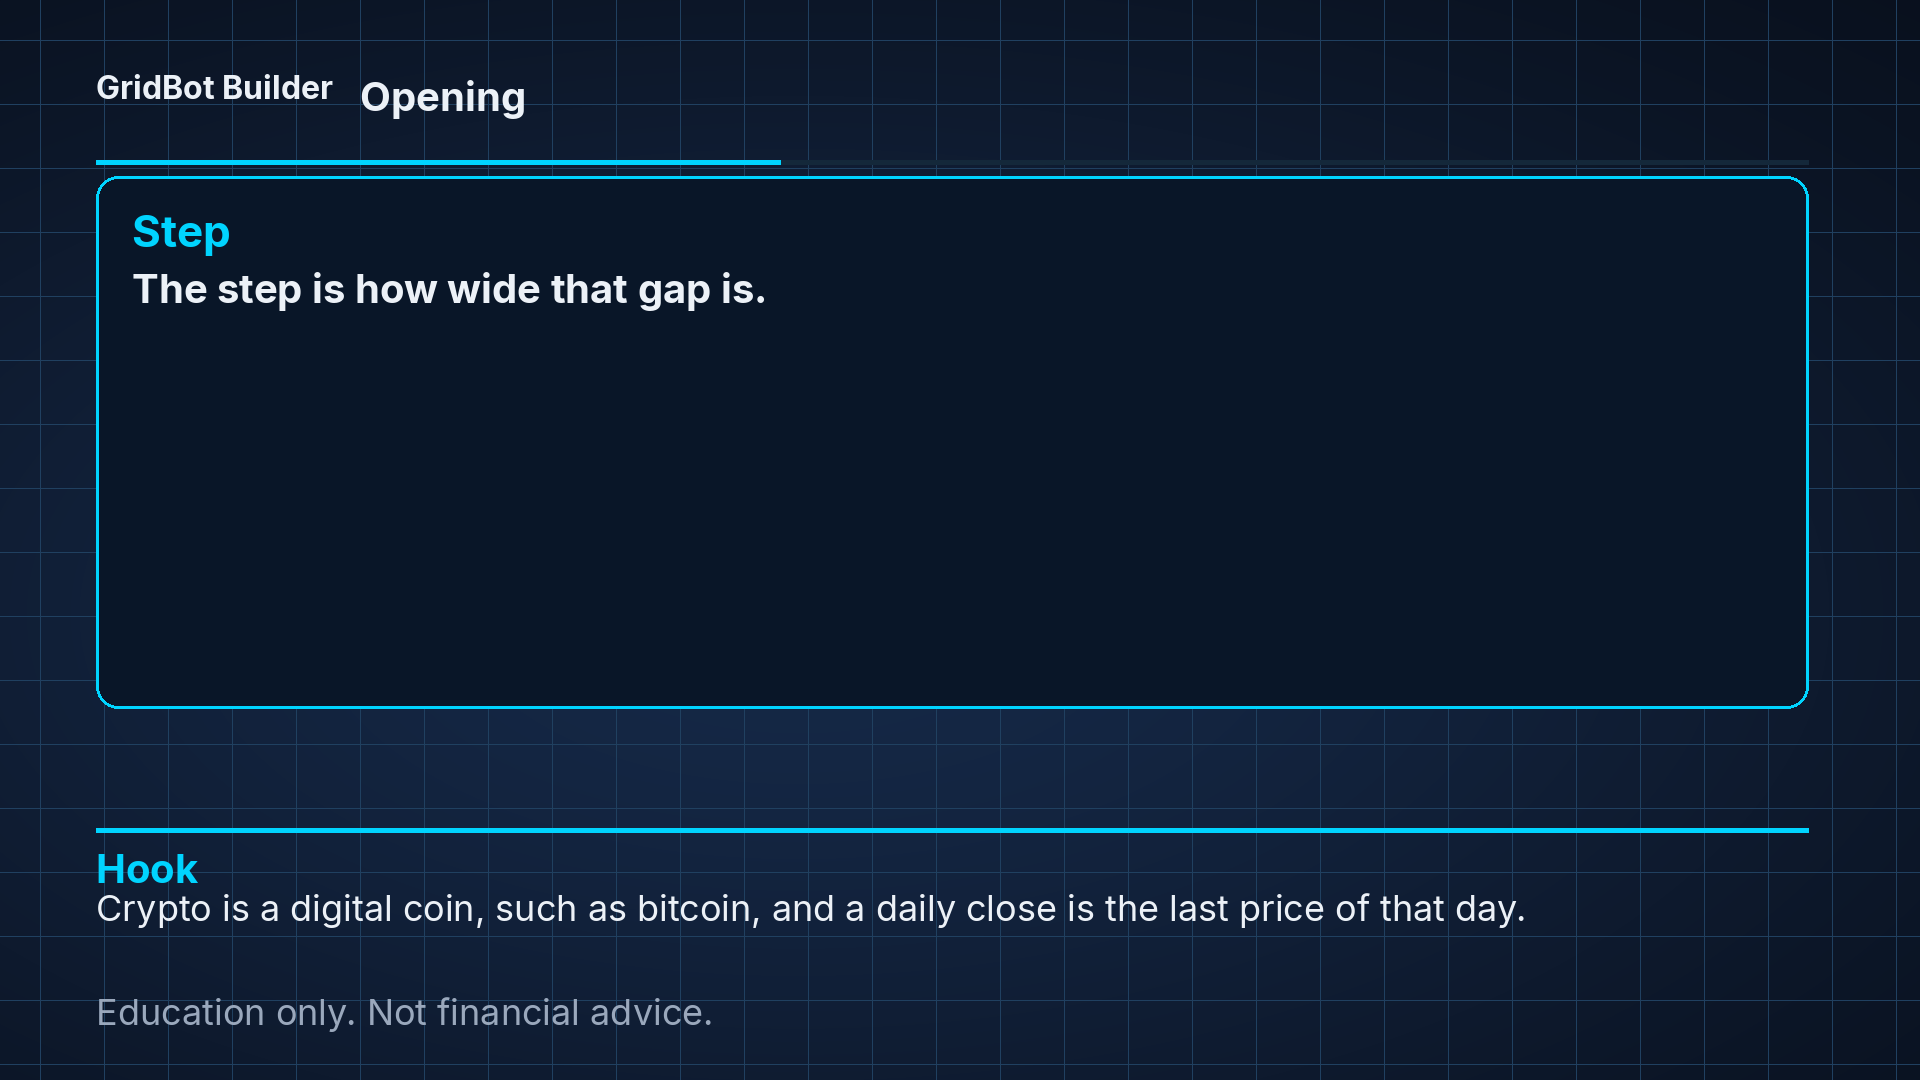 GridBot Builder Opening
Step
The step is how wide that gap is.
Hook
Crypto is a digital coin, such as bitcoin, and a daily close is the last price of that day.
Education only. Not financial advice.